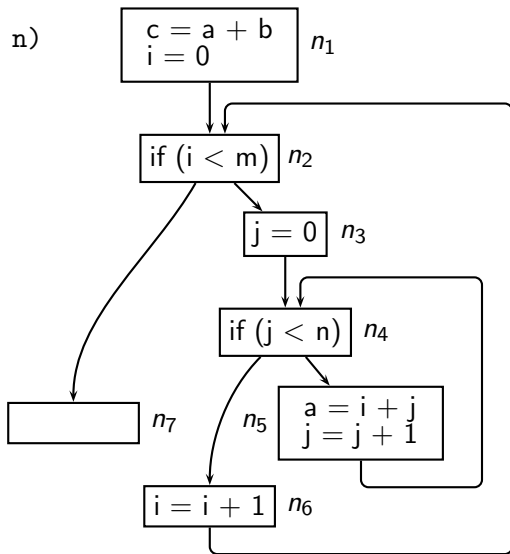 n)
c = a + b
i = 0
n1
if (i < m)
n2
j = 0
n3
if (j < n)
n4
n7
n5
a = i + j
j = j + 1
i = i + 1
n6